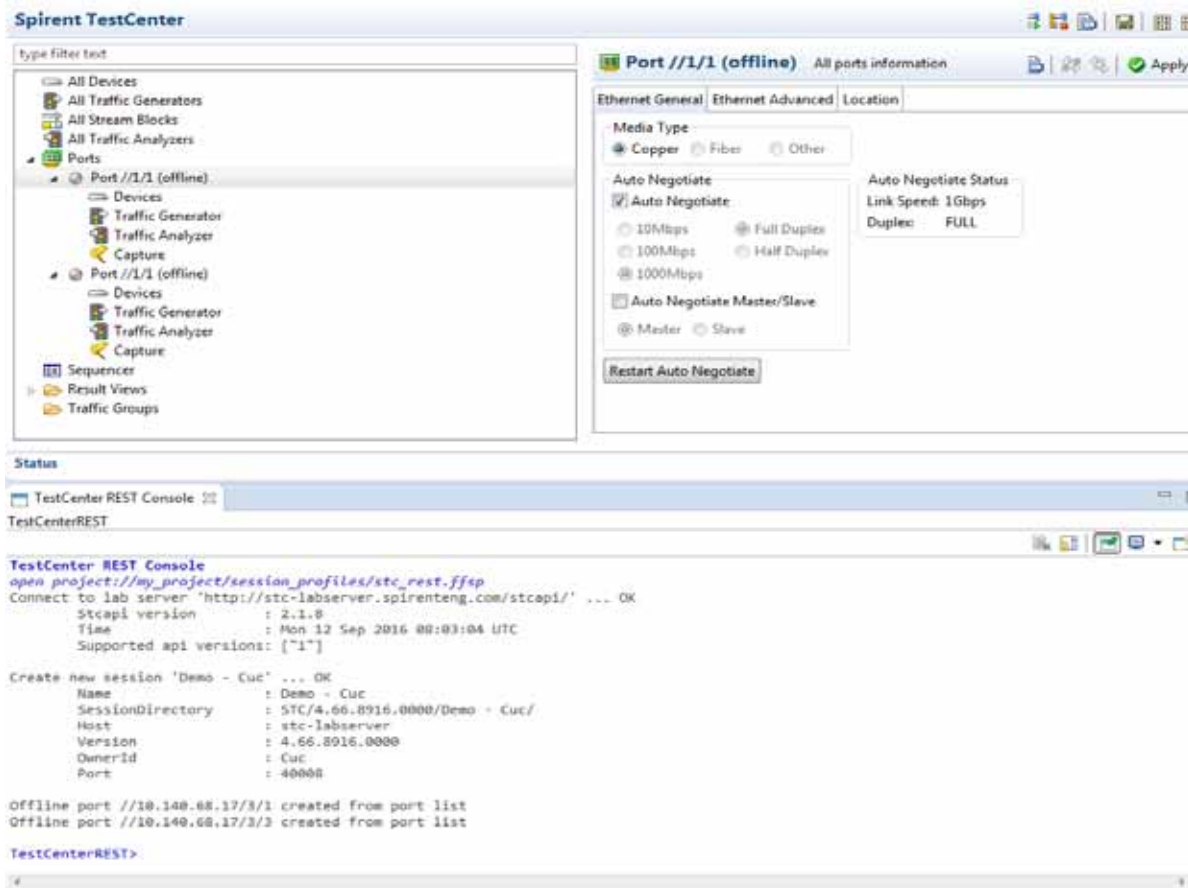 Spirent TestCenter
type filter text
All Devices
All Traffic Generators
All Stream Blocks
All Traffic Analyzers
Ports
Port //1/1 (offline)
Devices
Traffic Generator
Traffic Analyzer
Capture
Port //1/1 (offline)
Devices
Traffic Generator
Traffic Analyzer
Capture
Sequencer
Result Views
Traffic Groups
Port //1/1 (offline) All ports information
Apply
Ethernet General Ethernet Advanced Location
Media Type
Copper Fiber Other
Auto Negotiate
Auto Negotiate
10Mbps Full Duplex
100Mbps Half Duplex
1000Mbps
Auto Negotiate Master/Slave
Master Slave
Restart Auto Negotiate
Auto Negotiate Status
Link Speed: 1Gbps
Duplex: FULL
Status
TestCenter REST Console
TestCenterREST
TestCenter REST Console
open project://my_project/session_profiles/stc_rest.ffsp
Connect to lab server 'http://stc-labserver.spirenteng.com/stcapi/' ... OK
Stcapi version : 2.1.8
Time : Mon 12 Sep 2016 08:03:04 UTC
Supported api versions: ["1"]
Create new session 'Demo - Cuc' ... OK
Name : Demo - Cuc
SessionDirectory : STC/4.66.8916.0000/Demo - Cuc/
Host : stc-labserver
Version : 4.66.8916.0000
OwnerId : Cuc
Port : 40008
Offline port //10.140.68.17/3/1 created from port list
Offline port //10.140.68.17/3/3 created from port list
TestCenterREST>